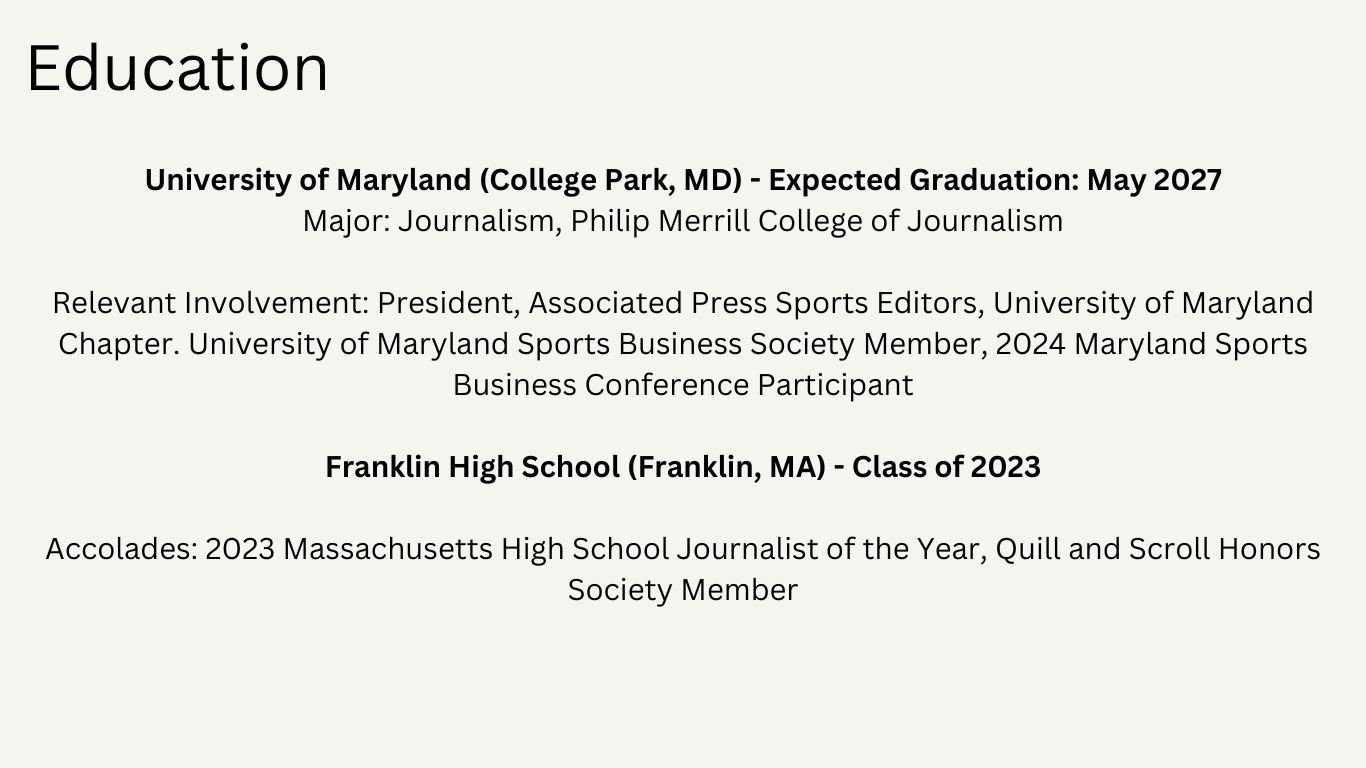 Education
University of Maryland (College Park, MD) - Expected Graduation: May 2027
Major: Journalism, Philip Merrill College of Journalism
Relevant Involvement: President, Associated Press Sports Editors, University of Maryland
Chapter. University of Maryland Sports Business Society Member, 2024 Maryland Sports
Business Conference Participant
Franklin High School (Franklin, MA) - Class of 2023
Accolades: 2023 Massachusetts High School Journalist of the Year, Quill and Scroll Honors
Society Member